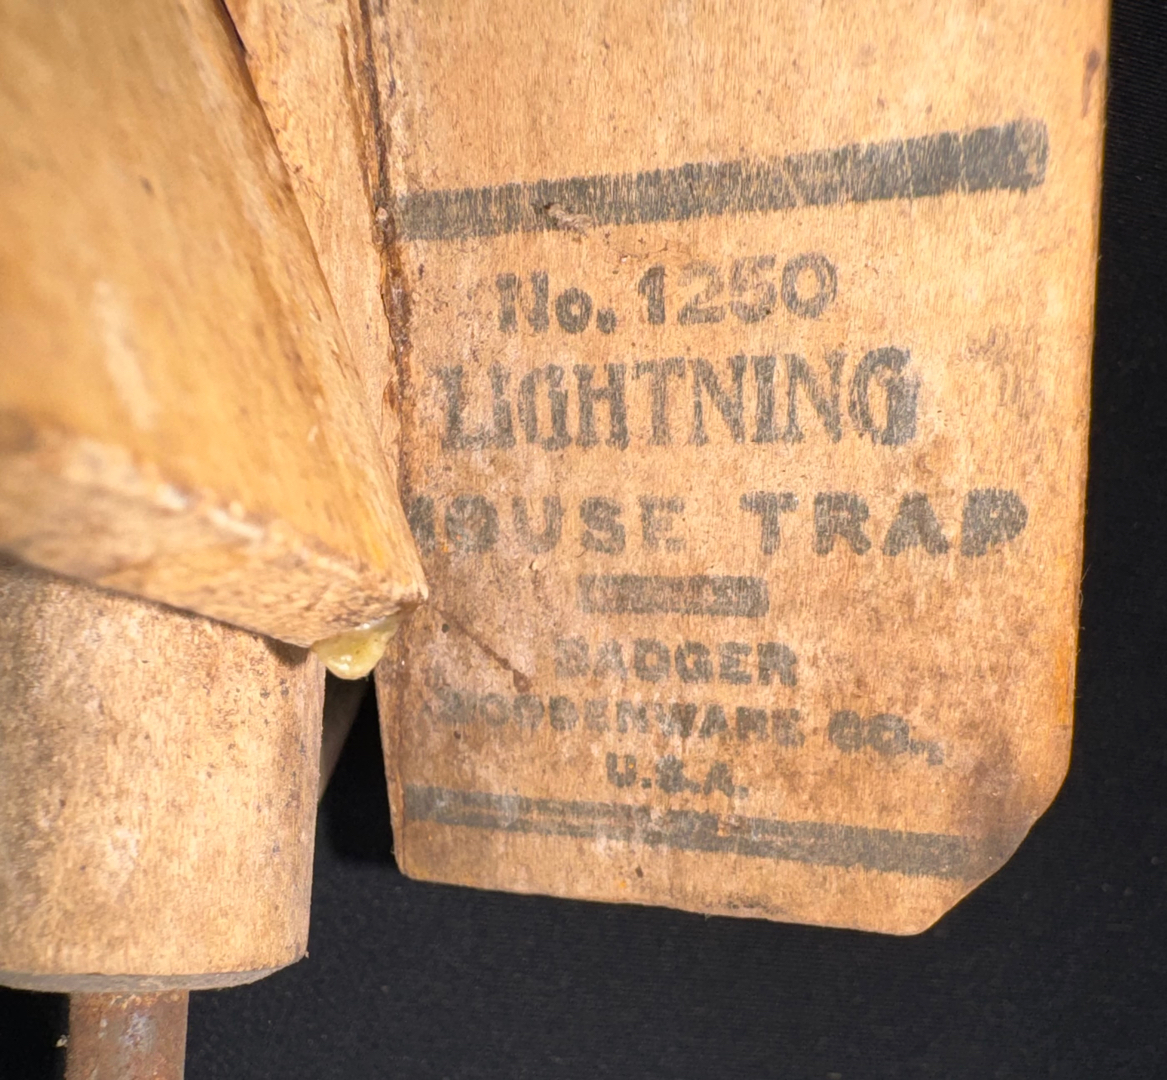 No. 1250
LIGHTNING
MOUSE TRAP
BADGER
WOODENWARE CO.,
U.S.A.